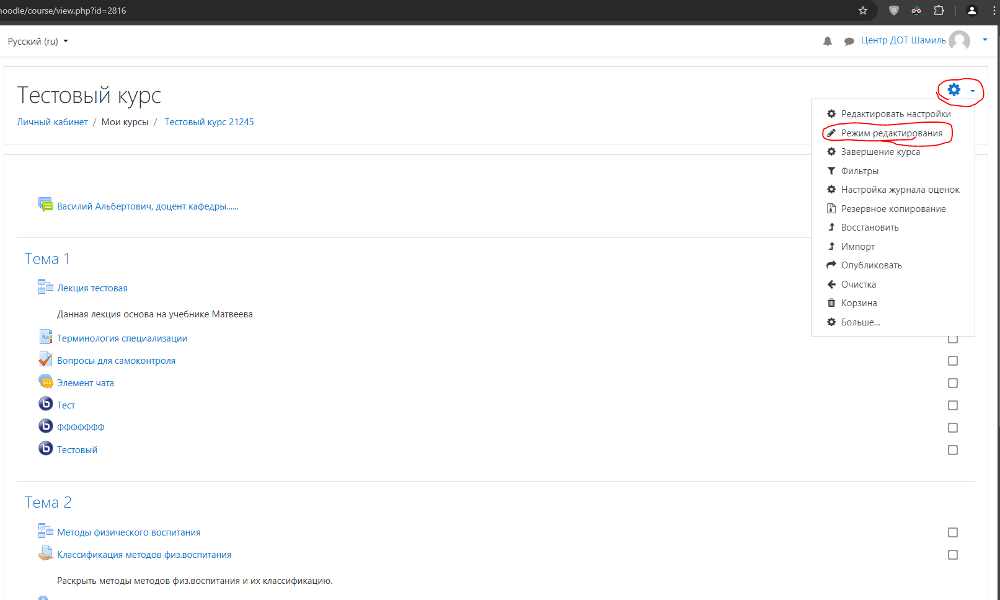 noodle/course/view.php?id=2816
Русский (ru)
Центр ДОТ Шамиль
Тестовый курс
Личный кабинет / Мои курсы / Тестовый курс 21245
Редактировать настройки
Режим редактирования
Завершение курса
Фильтры
Настройка журнала оценок
Резервное копирование
Восстановить
Импорт
Опубликовать
Очистка
Корзина
Больше...
Василий Альбертович, доцент кафедры......
Тема 1
Лекция тестовая
Данная лекция основа на учебнике Матвеева
Терминология специализации
Вопросы для самоконтроля
Элемент чата
Тест
ФФФФФФФ
Тестовый
Тема 2
Методы физического воспитания
Классификация методов физ.воспитания
Раскрыть методы методов физ.воспитания и их классификацию.